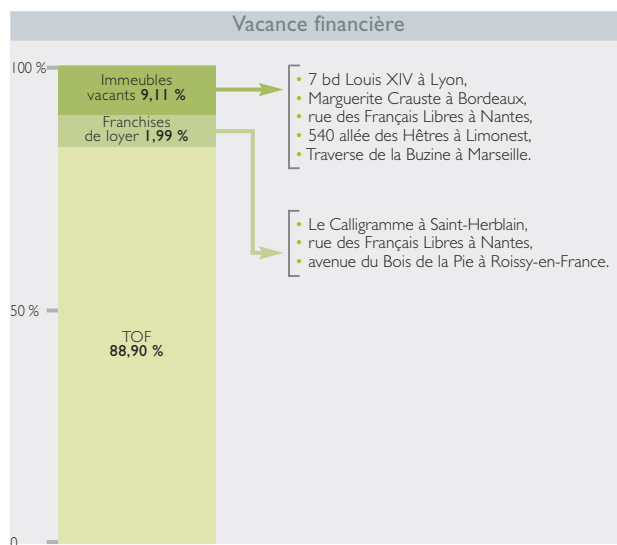 Vacance financière
100 %
Immeubles
vacants 9,11 %
Franchises
de loyer 1,99 %
• 7 bd Louis XIV à Lyon,
• Marguerite Crauste à Bordeaux,
• rue des Français Libres à Nantes,
• 540 allée des Hêtres à Limonest,
• Traverse de la Buzine à Marseille.
• Le Calligramme à Saint-Herblain,
• rue des Français Libres à Nantes,
• avenue du Bois de la Pie à Roissy-en-France.
50 %
TOF
88,90 %
0